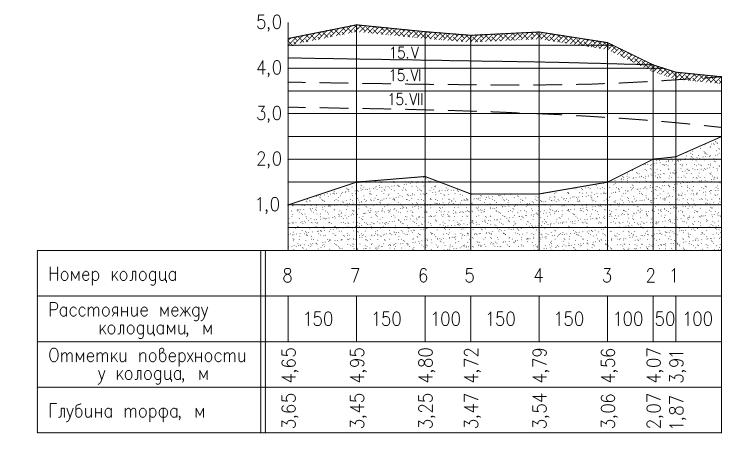 5,0
15.V
4,0
15.VI
15.VII
3,0
2,0
1,0
Номер колодца 8 7 6 5 4 3 2 1
Расстояние между
колодцами, м 150 150 100 150 150 100 50 100
Отметки поверхности
у колодца, м 4,65 4,95 4,80 4,72 4,79 4,56 4,07 3,91
Глубина торфа, м 3,65 3,45 3,25 3,47 3,54 3,06 2,07 1,87